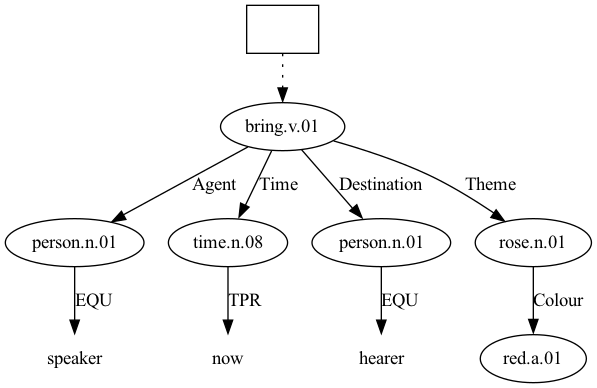 bring.v.01
Agent Time Destination Theme
person.n.01 time.n.08 person.n.01 rose.n.01
EQU TPR EQU Colour
speaker now hearer red.a.01